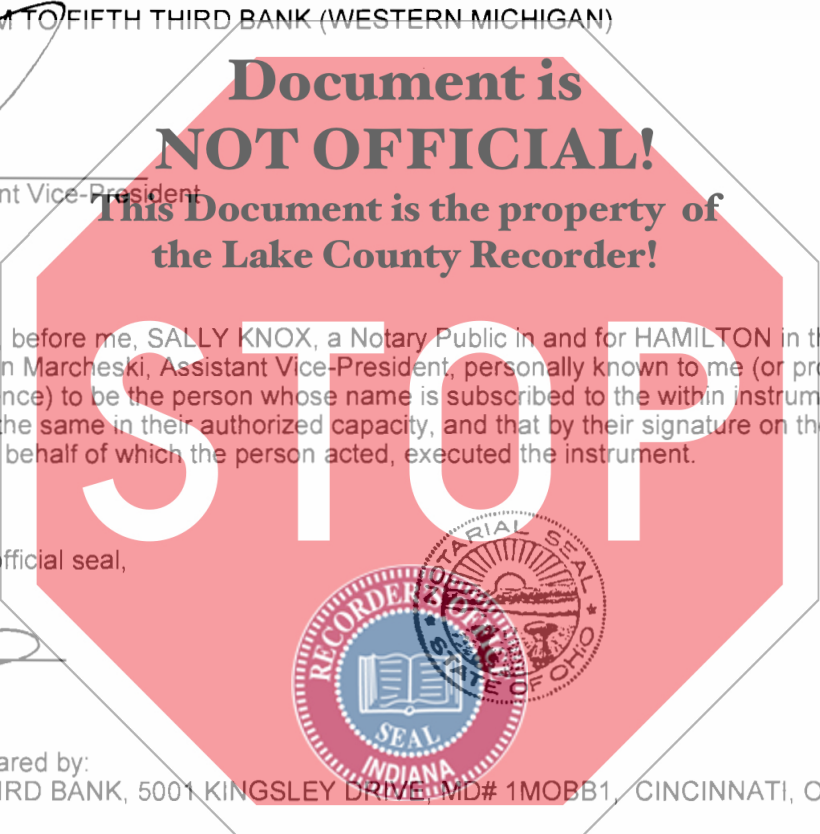 M TO FIFTH THIRD BANK (WESTERN MICHIGAN)
Document is
NOT OFFICIAL!
nt Vice-President
This Document is the property of
the Lake County Recorder!
STOP
, before me, SALLY KNOX, a Notary Public in and for HAMILTON in th
n Marcheski, Assistant Vice-President, personally known to me (or pro
nce) to be the person whose name is subscribed to the within instrum
the same in their authorized capacity, and that by their signature on the
behalf of which the person acted, executed the instrument.
fficial seal,
NOTARIAL SEAL
STATE OF OHIO
RECORDER'S OFFICE
SEAL
INDIANA
ared by:
IRD BANK, 5001 KINGSLEY DRIVE, MD# 1MOBB1, CINCINNATI, O